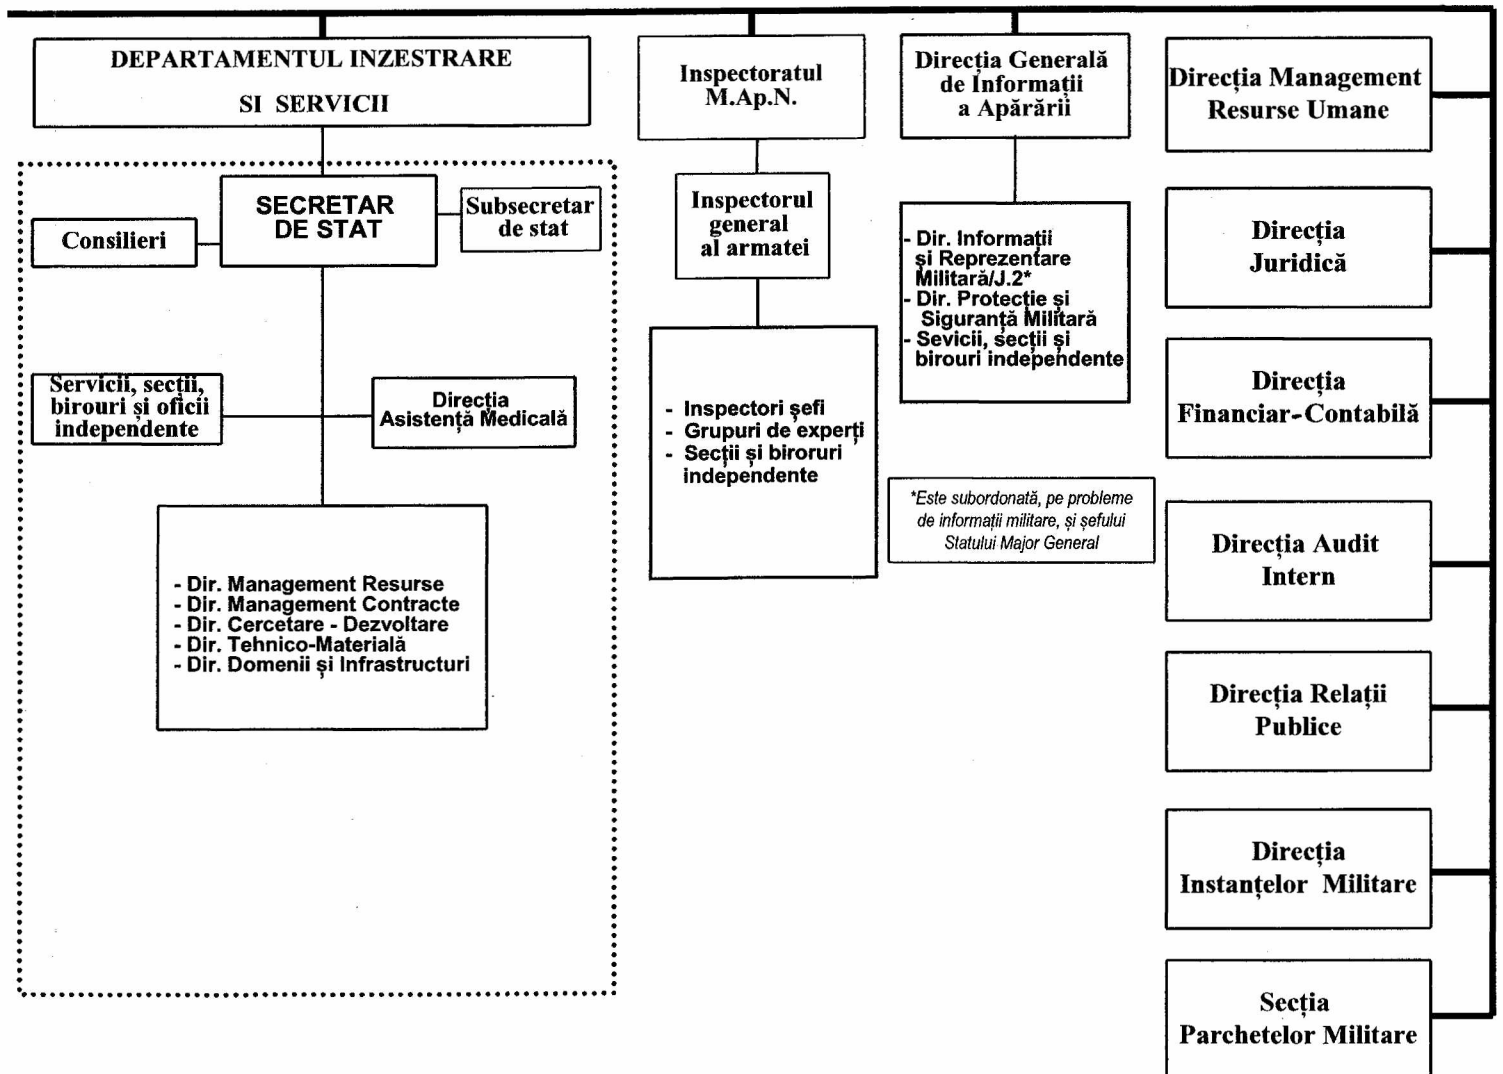 DEPARTAMENTUL INZESTRARE
SI SERVICII
SECRETAR
DE STAT
Subsecretar
de stat
Consilieri
Servicii, secții,
birouri și oficii
independente
Direcția
Asistență Medicală
- Dir. Management Resurse
- Dir. Management Contracte
- Dir. Cercetare - Dezvoltare
- Dir. Tehnico-Materială
- Dir. Domenii și Infrastructuri
Inspectoratul
M.Ap.N.
Inspectorul
general
al armatei
- Inspectori șefi
- Grupuri de experți
- Secții și biroruri
independente
Direcția Generală
de Informații
a Apărării
- Dir. Informații
și Reprezentare
Militară/J.2*
- Dir. Protecție și
Siguranță Militară
- Sevicii, secții și
birouri independente
*Este subordonată, pe probleme
de informații militare, și șefului
Statului Major General
Direcția Management
Resurse Umane
Direcția
Juridică
Direcția
Financiar-Contabilă
Direcția Audit
Intern
Direcția Relații
Publice
Direcția
Instanțelor Militare
Secția
Parchetelor Militare